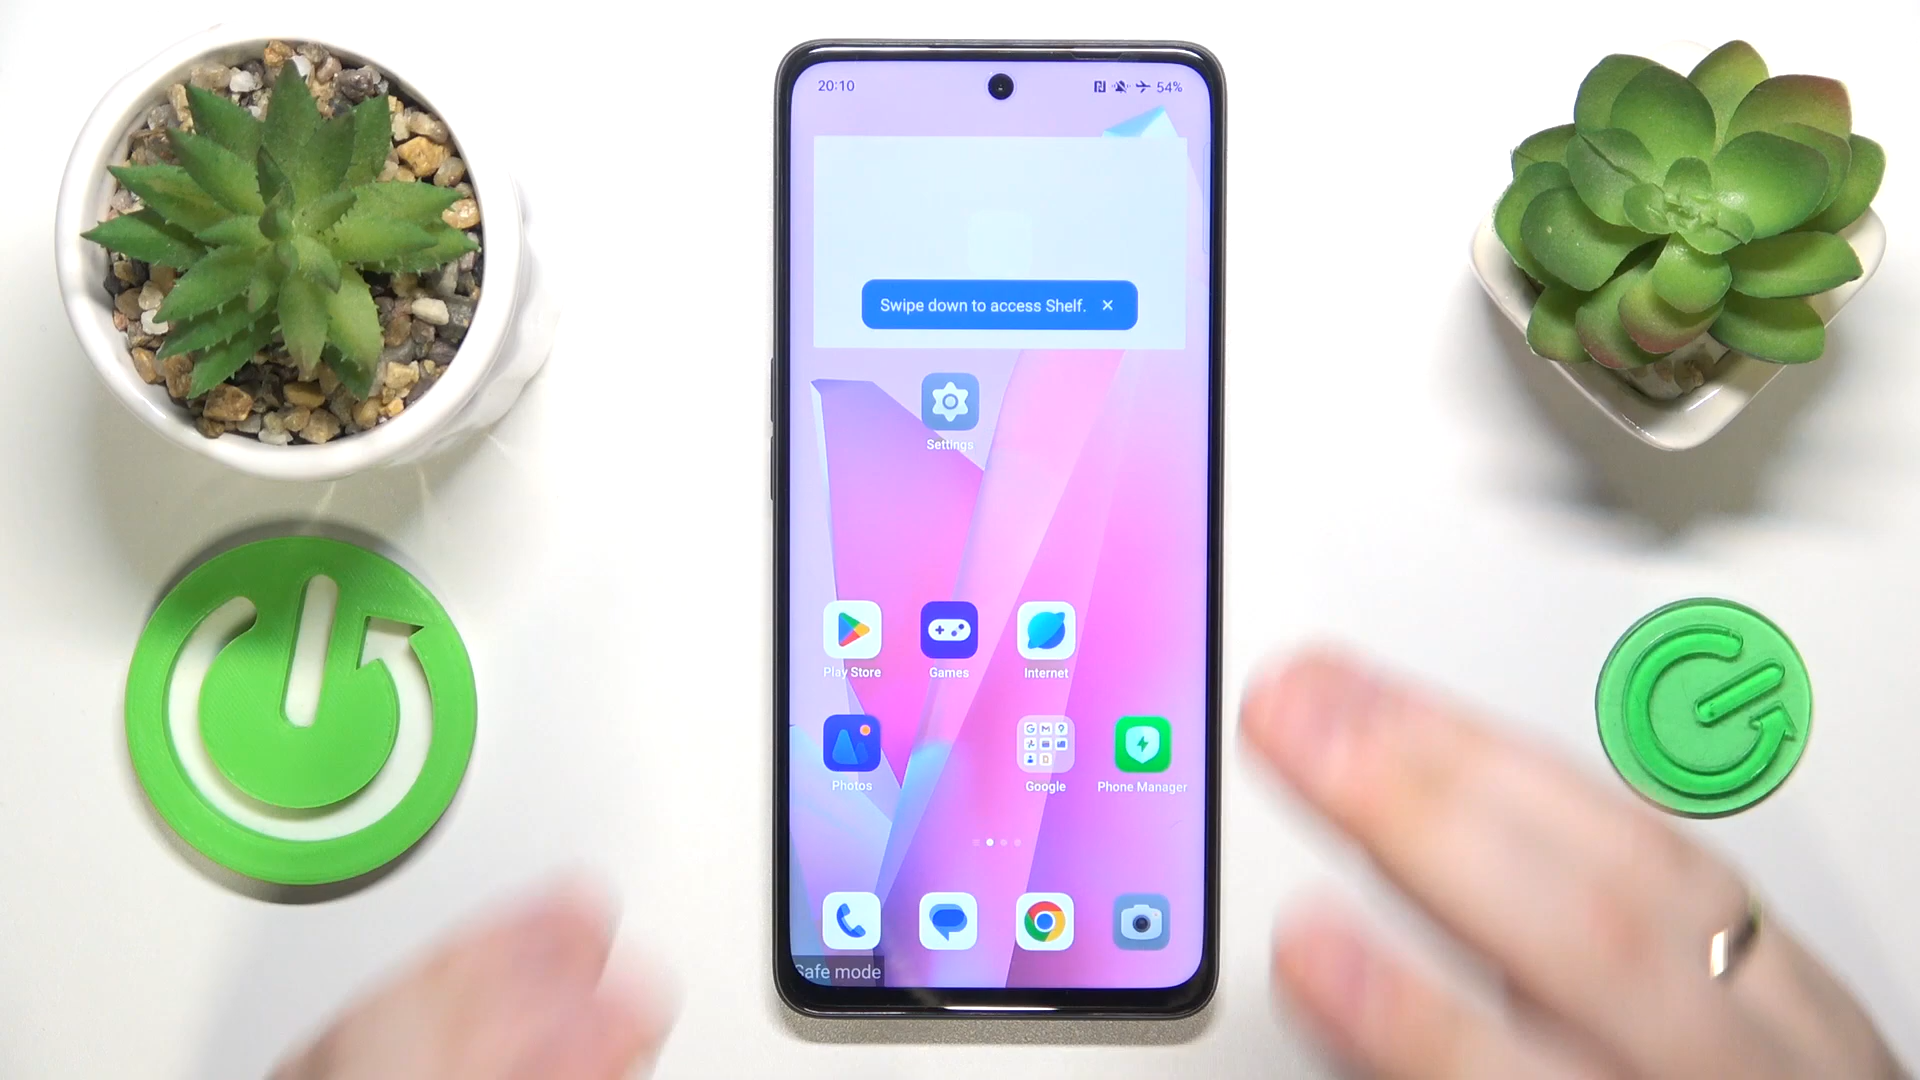 20:10
54%
Swipe down to access Shelf. ×
Settings
Play Store
Games
Internet
Photos
Google
Phone Manager
Safe mode